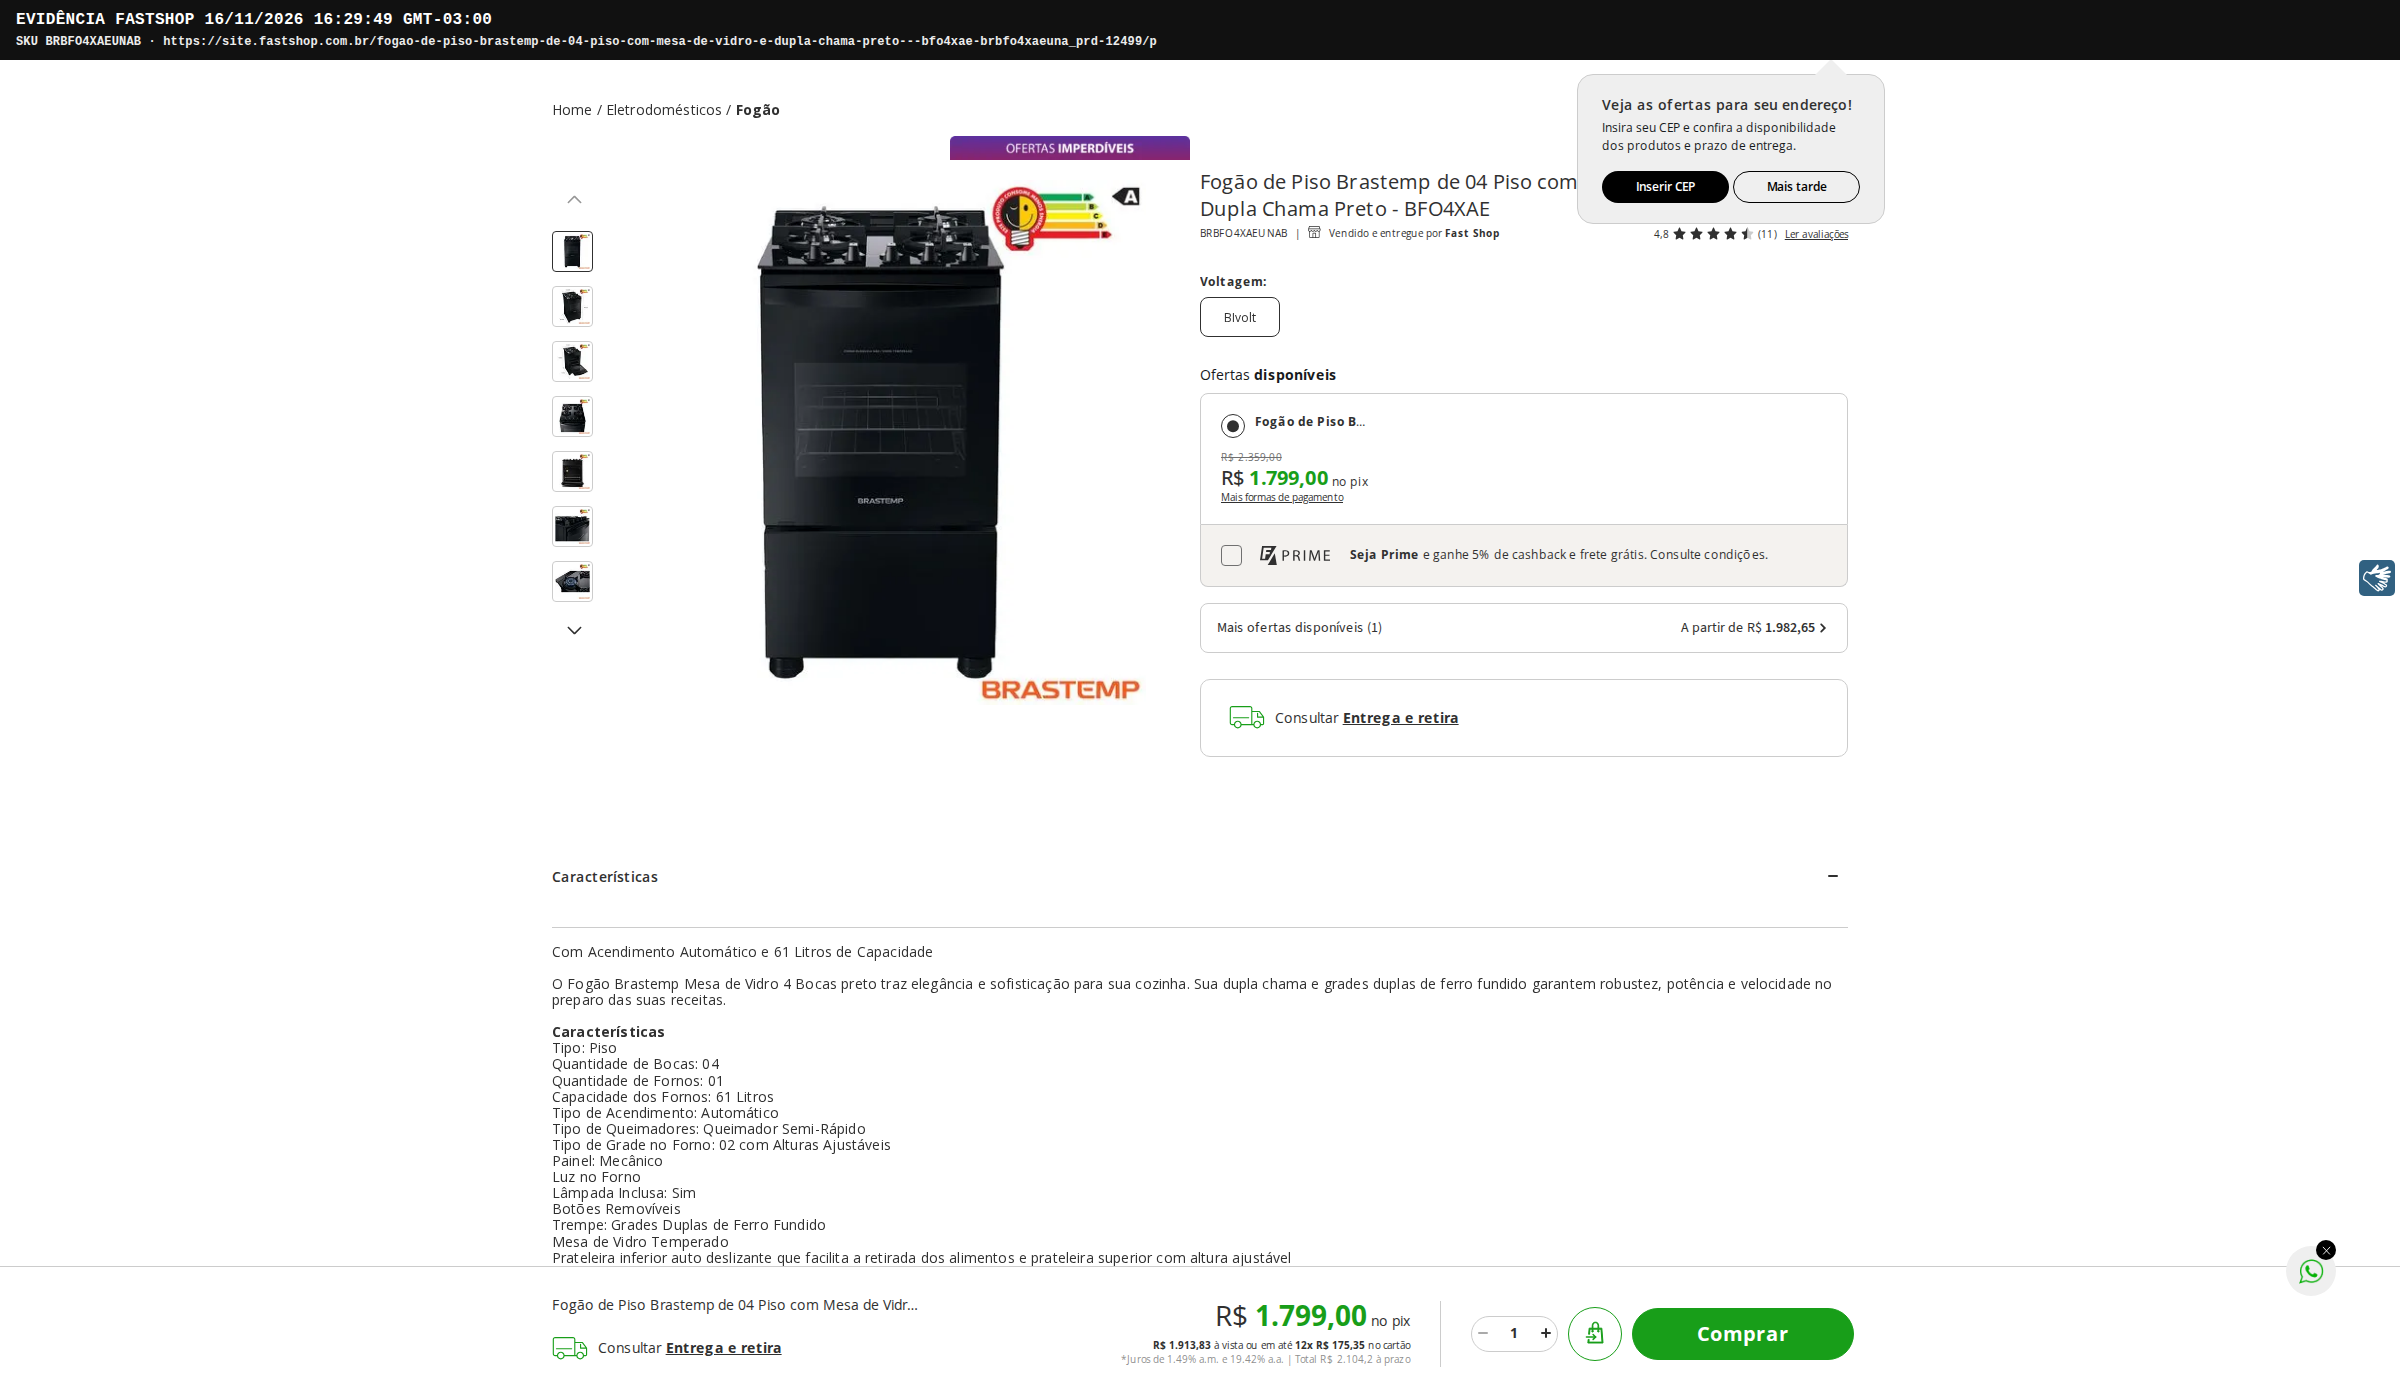 EVIDÊNCIA FASTSHOP 16/11/2026 16:29:49 GMT-03:00
SKU BRBFO4XAEUNAB · https://site.fastshop.com.br/fogao-de-piso-brastemp-de-04-piso-com-mesa-de-vidro-e-dupla-chama-preto---bfo4xae-brbfo4xaeuna_prd-12499/p
Veja as ofertas para seu endereço!
Insira seu CEP e confira a disponibilidade
dos produtos e prazo de entrega.
Inserir CEP
Mais tarde
Home / Eletrodomésticos / Fogão
OFERTAS IMPERDÍVEIS
A
A
B
C
D
E
BRASTEMP
BRASTEMP
Fogão de Piso Brastemp de 04 Piso com
Dupla Chama Preto - BFO4XAE
BRBFO4XAEUNAB | Vendido e entregue por Fast Shop
4,8 (11) Ler avaliações
Voltagem:
BIvolt
Ofertas disponíveis
Fogão de Piso B...
R$ 2.359,00
R$ 1.799,00 no pix
Mais formas de pagamento
PRIME Seja Prime e ganhe 5% de cashback e frete grátis. Consulte condições.
Mais ofertas disponíveis (1) A partir de R$ 1.982,65
Consultar Entrega e retira
Características
Com Acendimento Automático e 61 Litros de Capacidade
O Fogão Brastemp Mesa de Vidro 4 Bocas preto traz elegância e sofisticação para sua cozinha. Sua dupla chama e grades duplas de ferro fundido garantem robustez, potência e velocidade no
preparo das suas receitas.
Características
Tipo: Piso
Quantidade de Bocas: 04
Quantidade de Fornos: 01
Capacidade dos Fornos: 61 Litros
Tipo de Acendimento: Automático
Tipo de Queimadores: Queimador Semi-Rápido
Tipo de Grade no Forno: 02 com Alturas Ajustáveis
Painel: Mecânico
Luz no Forno
Lâmpada Inclusa: Sim
Botões Removíveis
Trempe: Grades Duplas de Ferro Fundido
Mesa de Vidro Temperado
Prateleira inferior auto deslizante que facilita a retirada dos alimentos e prateleira superior com altura ajustável
Fogão de Piso Brastemp de 04 Piso com Mesa de Vidr...
Consultar Entrega e retira
R$ 1.799,00 no pix
R$ 1.913,83 à vista ou em até 12x R$ 175,35 no cartão
*Juros de 1.49% a.m. e 19.42% a.a. | Total R$ 2.104,2 à prazo
1
Comprar